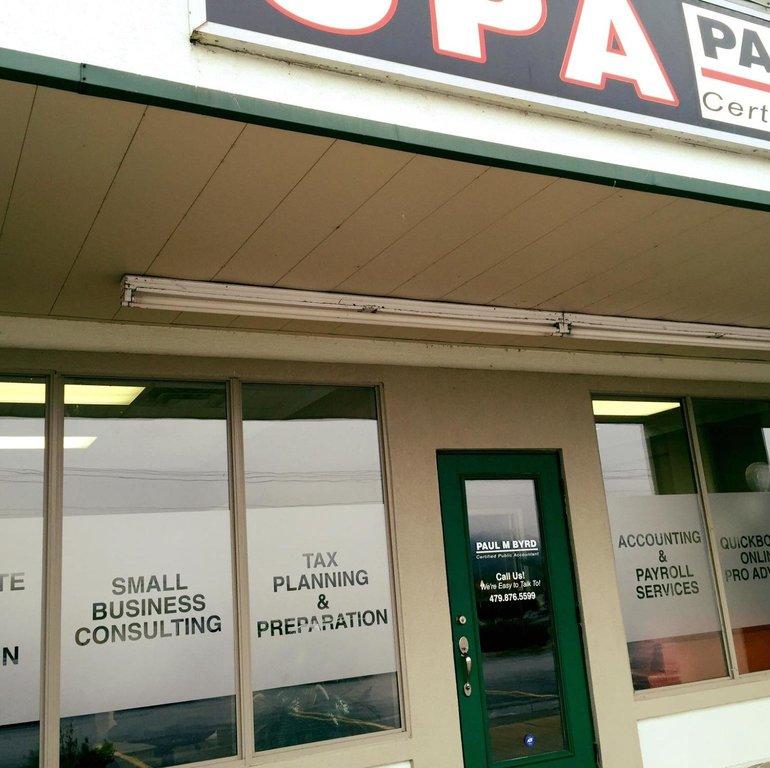 CPA
PA
Cert
TE
N
SMALL
BUSINESS
CONSULTING
TAX
PLANNING
&
PREPARATION
PAUL M BYRD
Certified Public Accountant
Call Us!
We're Easy to Talk To!
479.876.5599
ACCOUNTING
&
PAYROLL
SERVICES
QUICKBO
ONLIN
PRO ADV